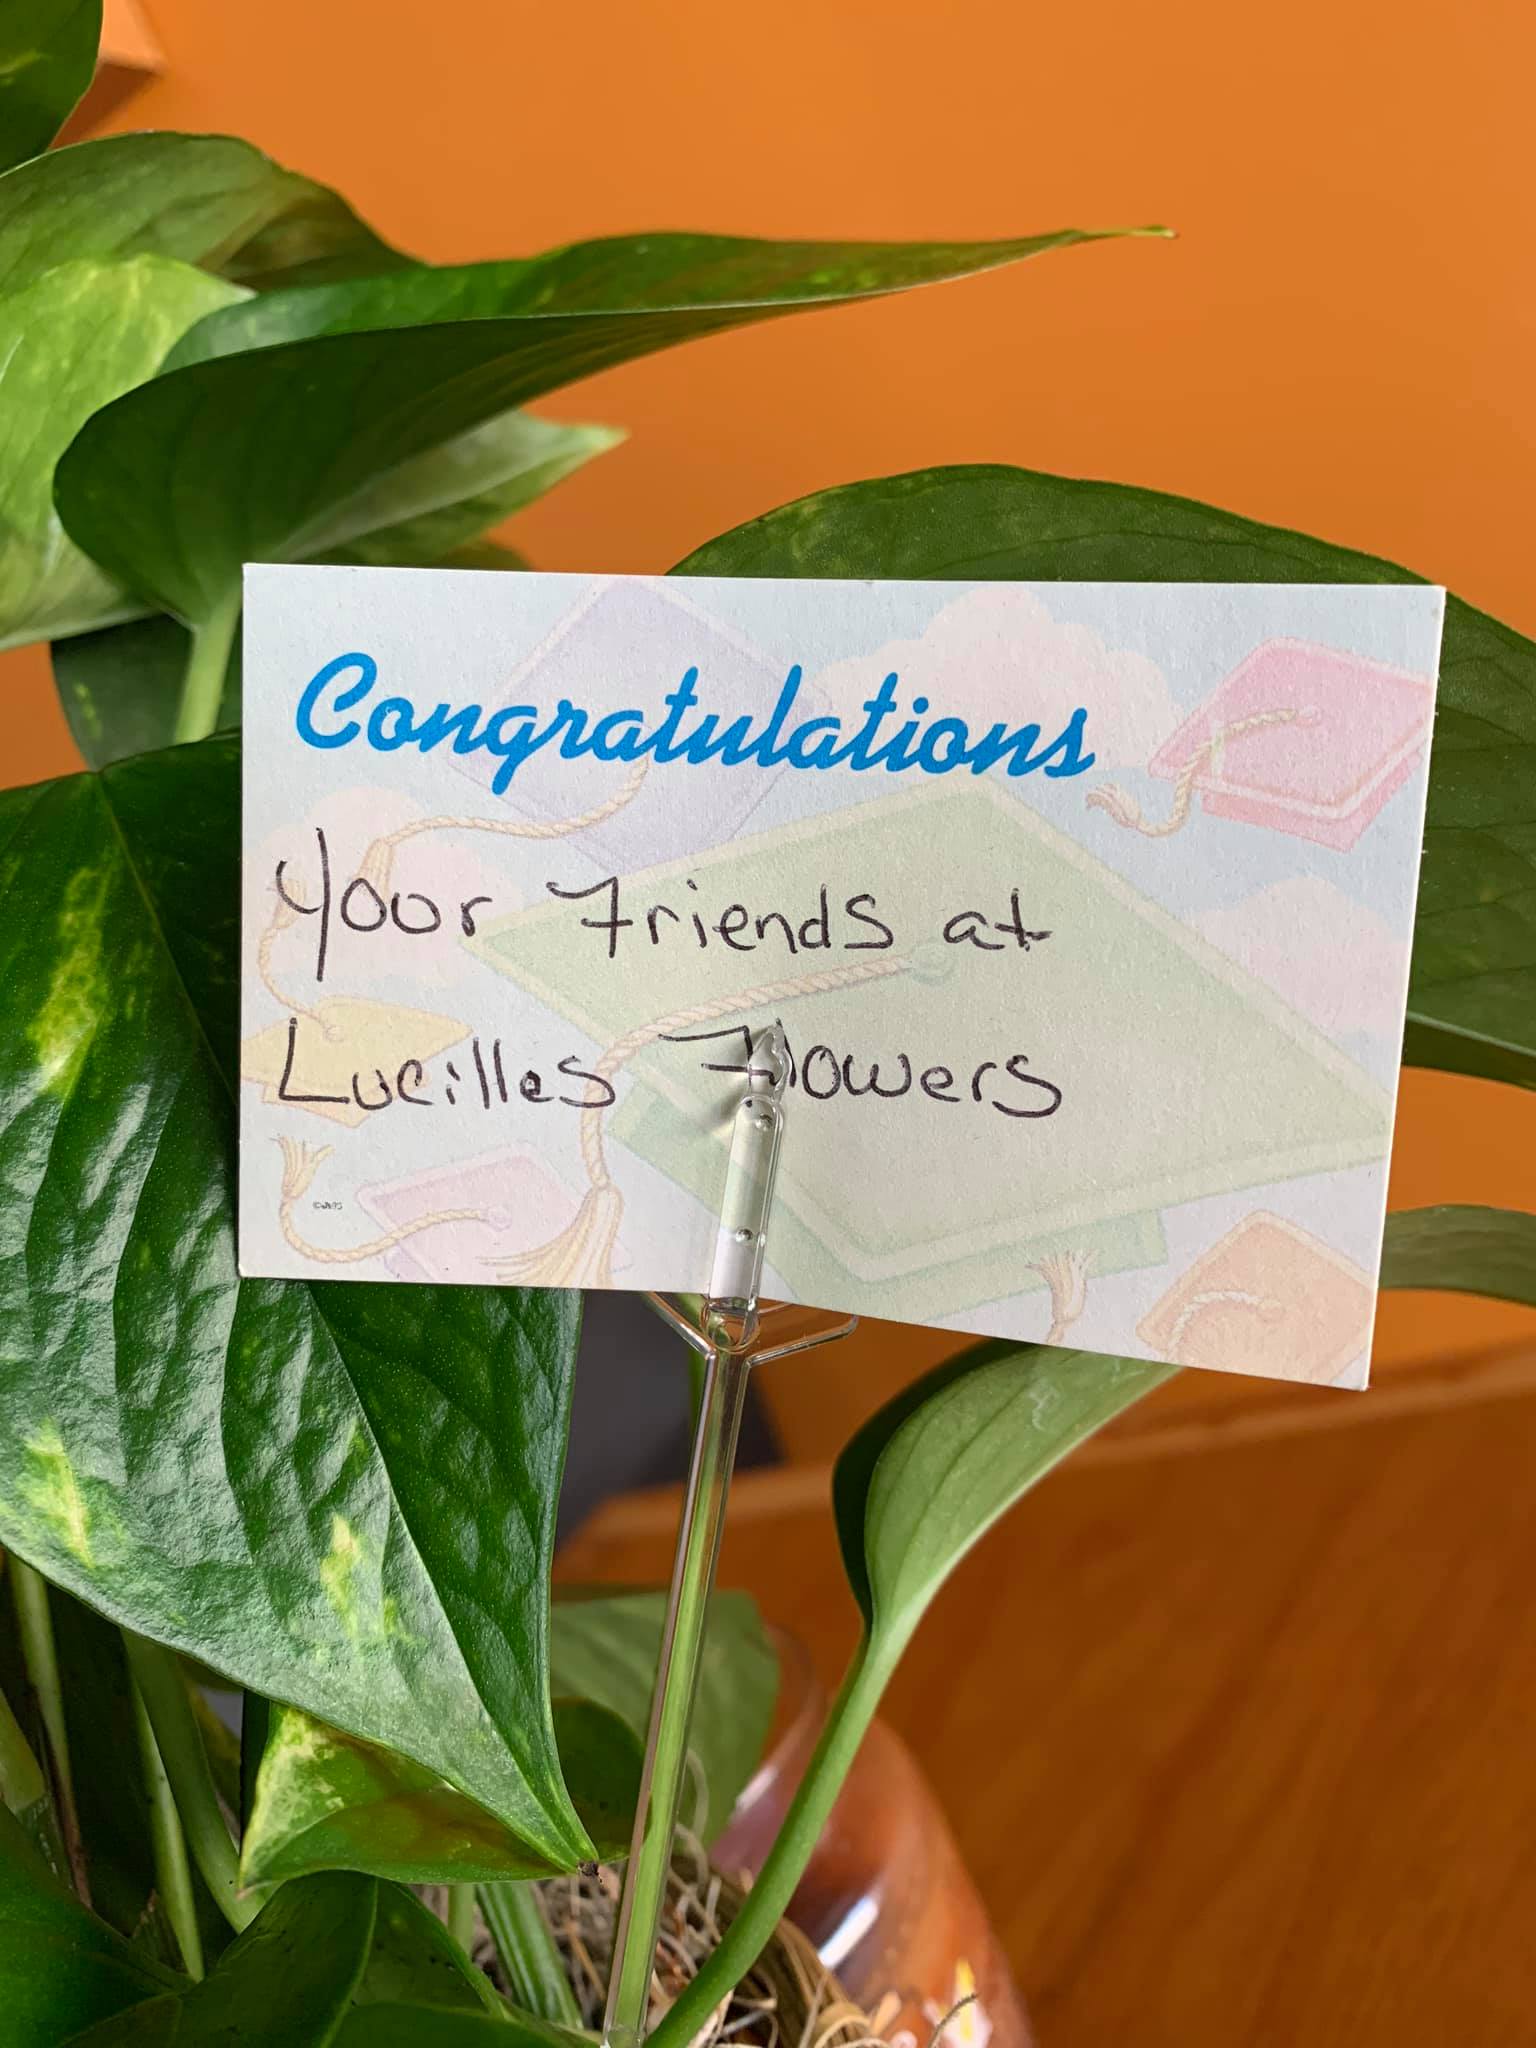 Congratulations
Your Friends at
Lucilles Flowers